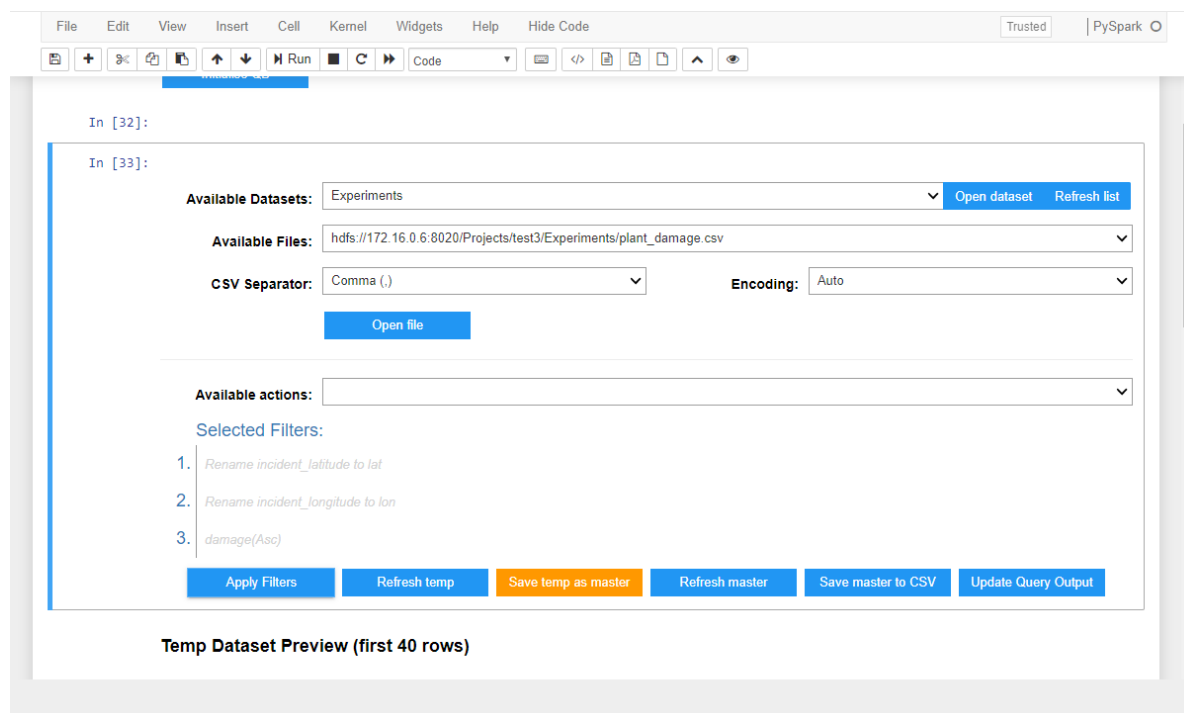 File Edit View Insert Cell Kernel Widgets Help Hide Code Trusted PySpark
Run Code
In [32]:
In [33]:
Available Datasets: Experiments Open dataset Refresh list
Available Files: hdfs://172.16.0.6:8020/Projects/test3/Experiments/plant_damage.csv
CSV Separator: Comma (,) Encoding: Auto
Open file
Available actions:
Selected Filters:
1. Rename incident_latitude to lat
2. Rename incident_longitude to lon
3. damage(Asc)
Apply Filters Refresh temp Save temp as master Refresh master Save master to CSV Update Query Output
Temp Dataset Preview (first 40 rows)